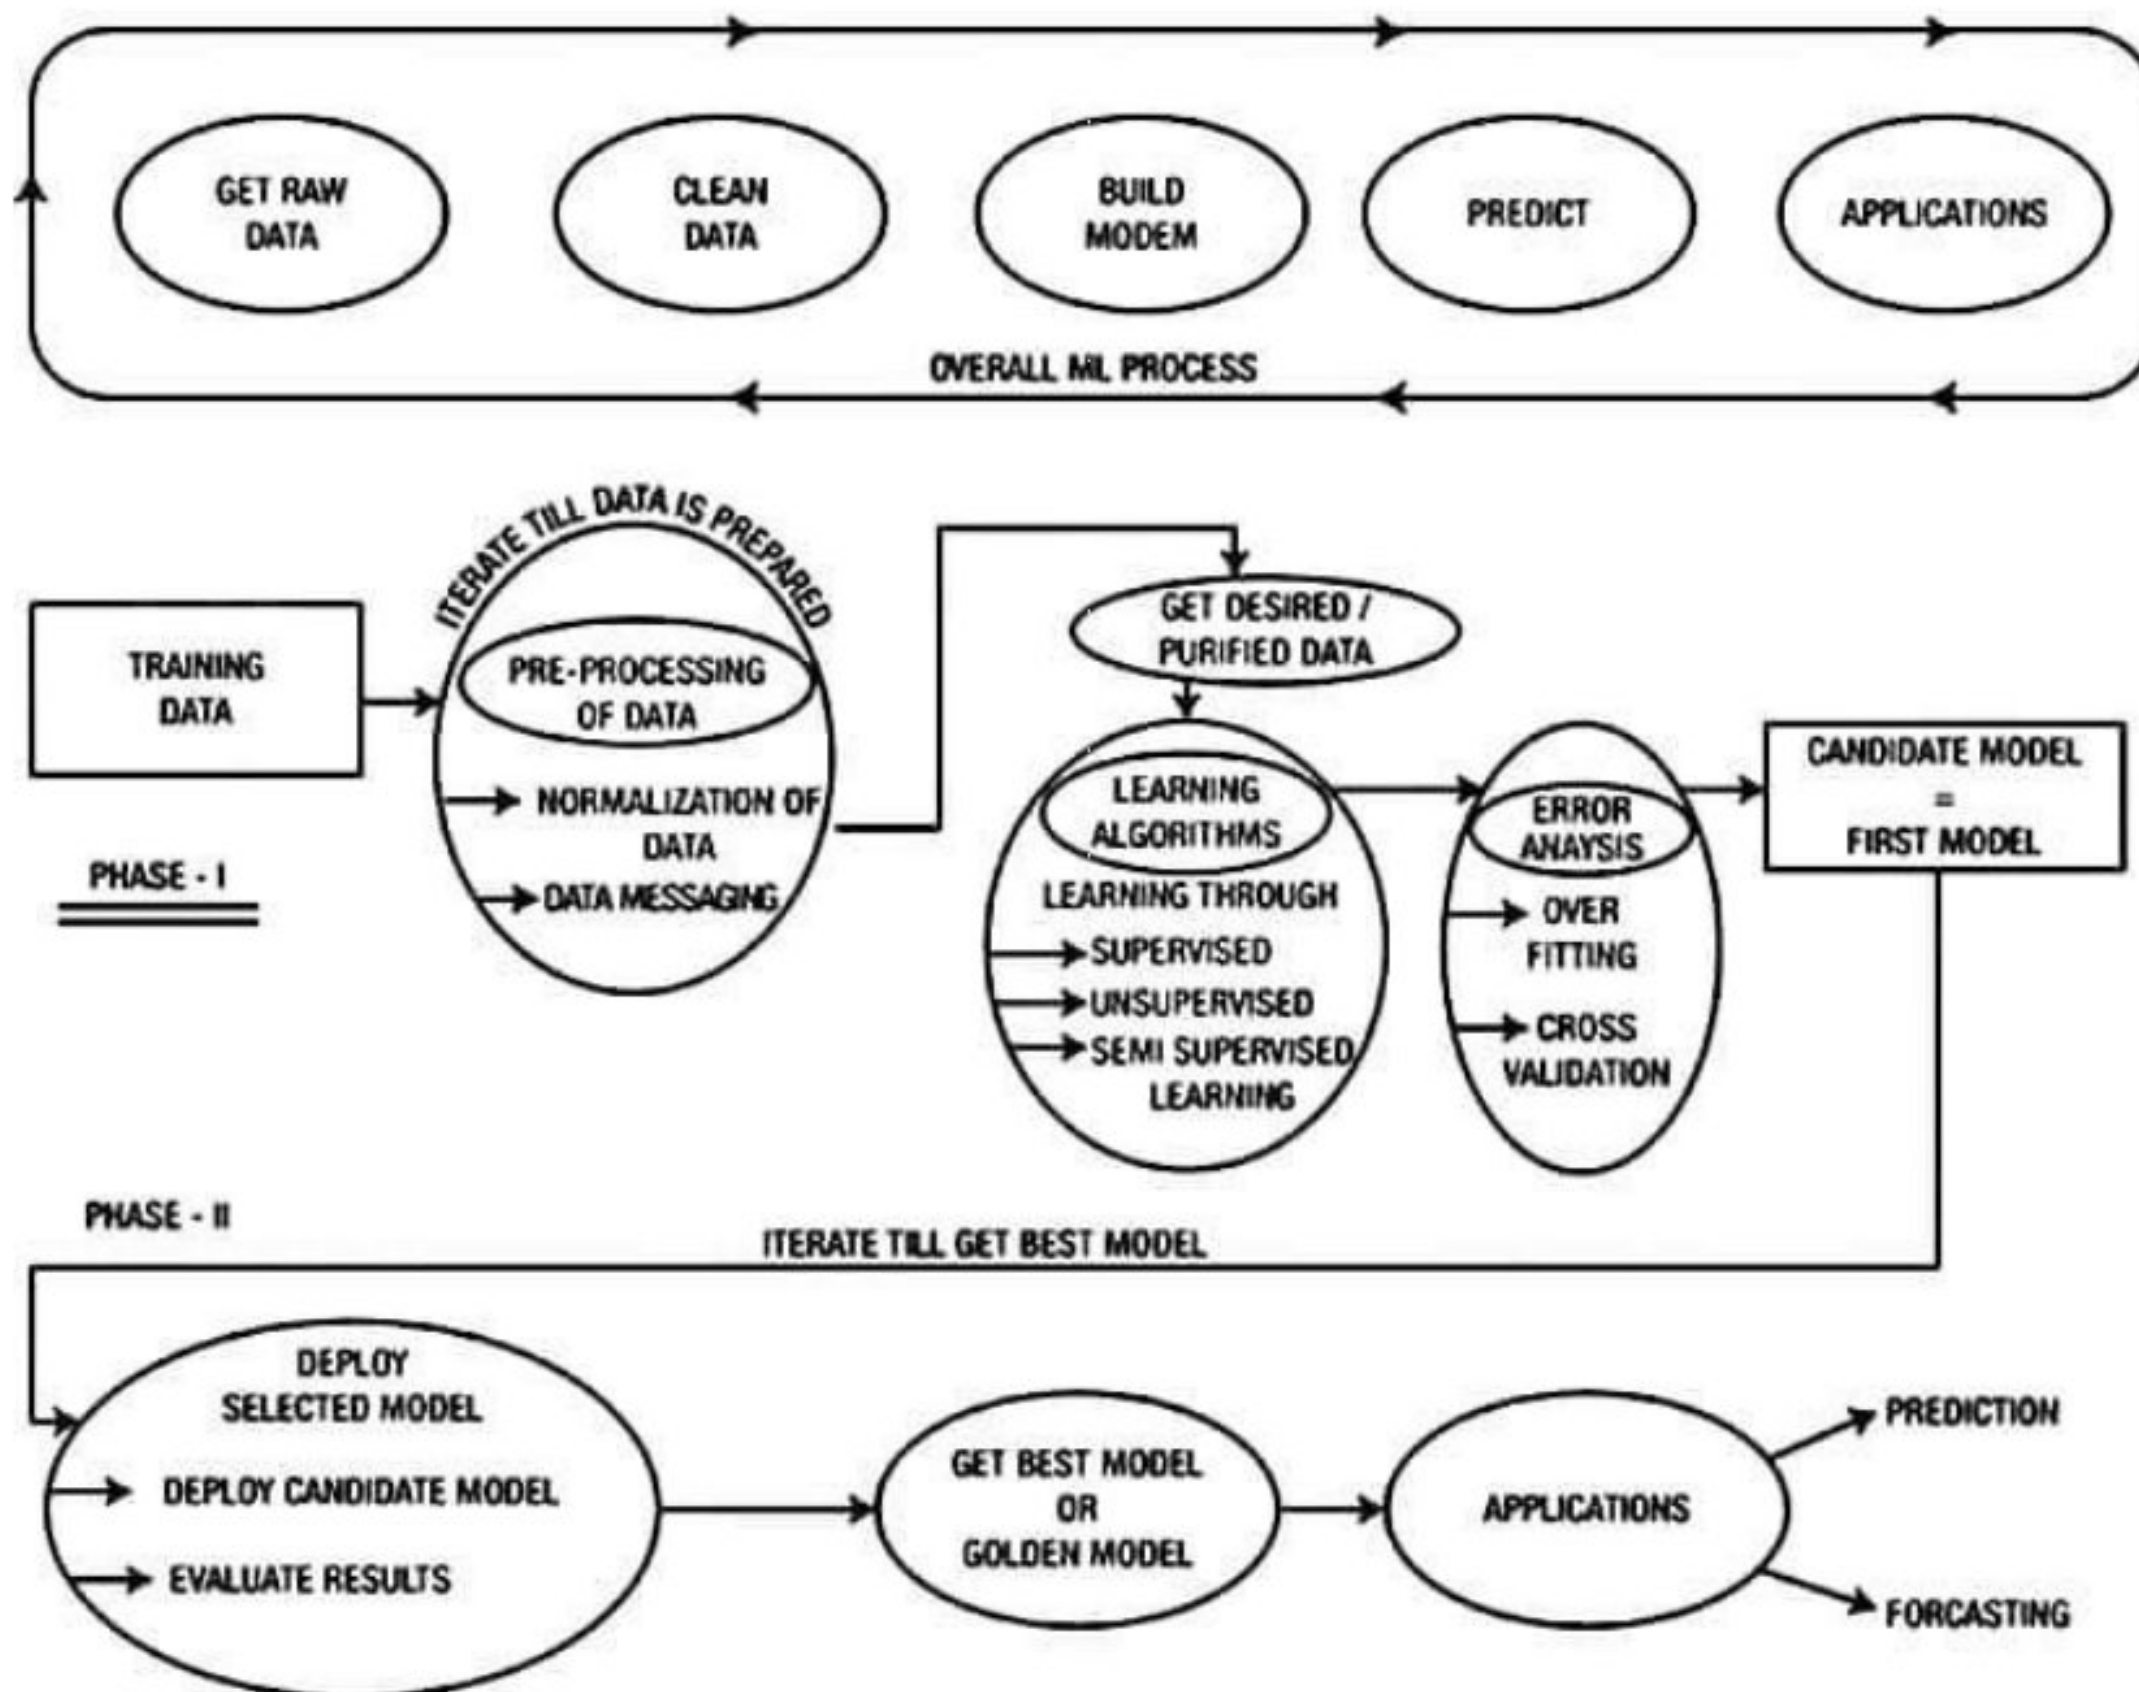 GET RAW
DATA
CLEAN
DATA
BUILD
MODEM
PREDICT
APPLICATIONS
OVERALL ML PROCESS
ITERATE TILL DATA IS PREPARED
TRAINING
DATA
PRE-PROCESSING
OF DATA
NORMALIZATION OF
DATA
DATA MESSAGING
PHASE - I
GET DESIRED /
PURIFIED DATA
LEARNING
ALGORITHMS
LEARNING THROUGH
SUPERVISED
UNSUPERVISED
SEMI SUPERVISED
LEARNING
ERROR
ANAYSIS
OVER
FITTING
CROSS
VALIDATION
CANDIDATE MODEL
=
FIRST MODEL
PHASE - II
ITERATE TILL GET BEST MODEL
DEPLOY
SELECTED MODEL
DEPLOY CANDIDATE MODEL
EVALUATE RESULTS
GET BEST MODEL
OR
GOLDEN MODEL
APPLICATIONS
PREDICTION
FORCASTING